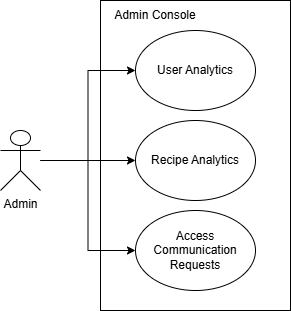 Admin Console
User Analytics
Recipe Analytics
Admin
Access
Communication
Requests